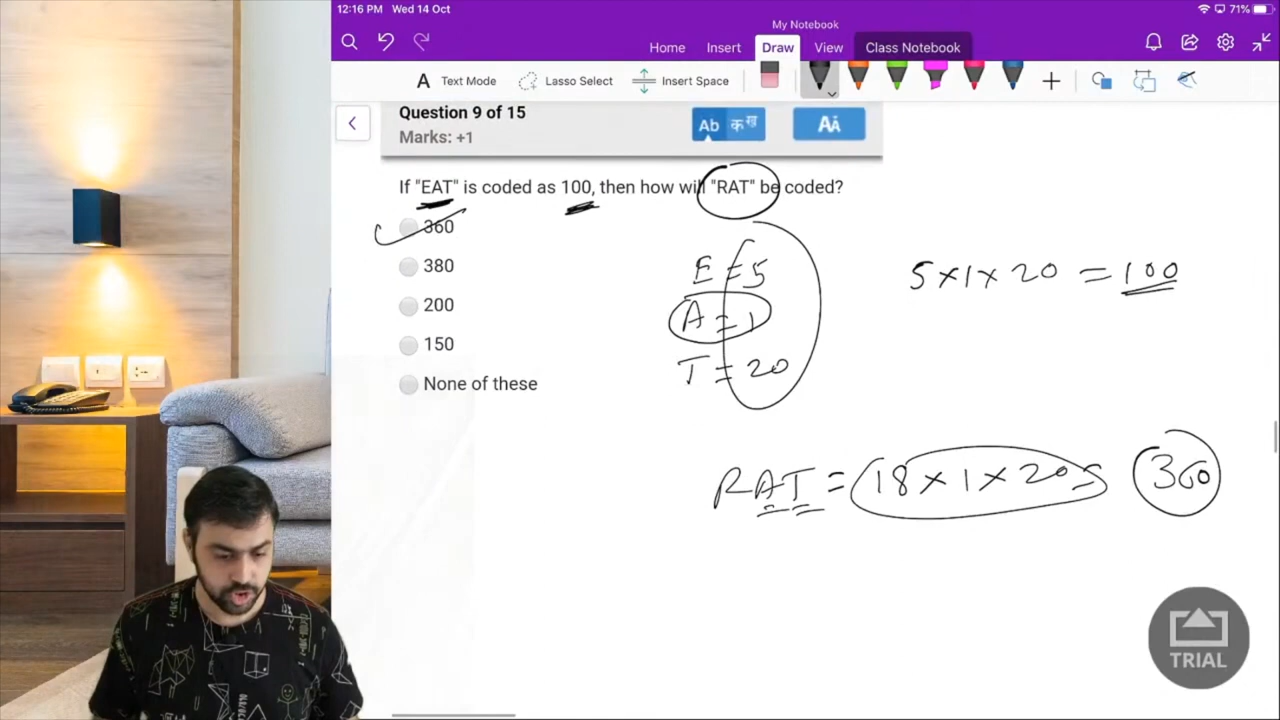 12:16 PM Wed 14 Oct
71%
My Notebook
Home Insert Draw View Class Notebook
A Text Mode Lasso Select Insert Space
Question 9 of 15
Marks: +1
Ab क ख
AA
If "EAT" is coded as 100, then how will "RAT" be coded?
360
380
200
150
None of these
E = 5
A = 1
T = 20
5 × 1 × 20 = 100
RAT = 18 × 1 × 20 = 360
TRIAL